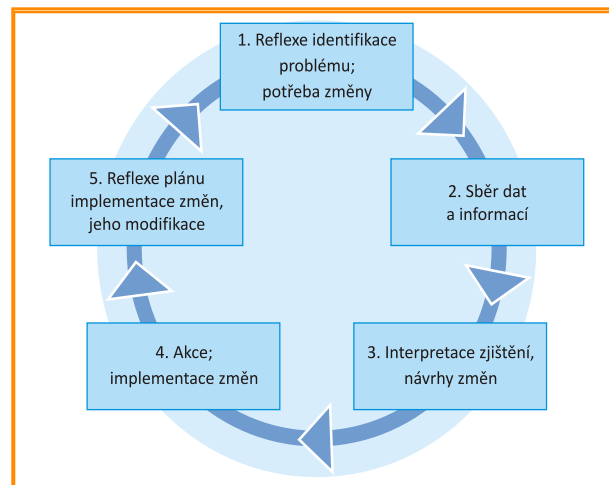 1. Reflexe identifikace
problému;
potřeba změny
2. Sběr dat
a informací
3. Interpretace zjištění,
návrhy změn
4. Akce;
implementace změn
5. Reflexe plánu
implementace změn,
jeho modifikace